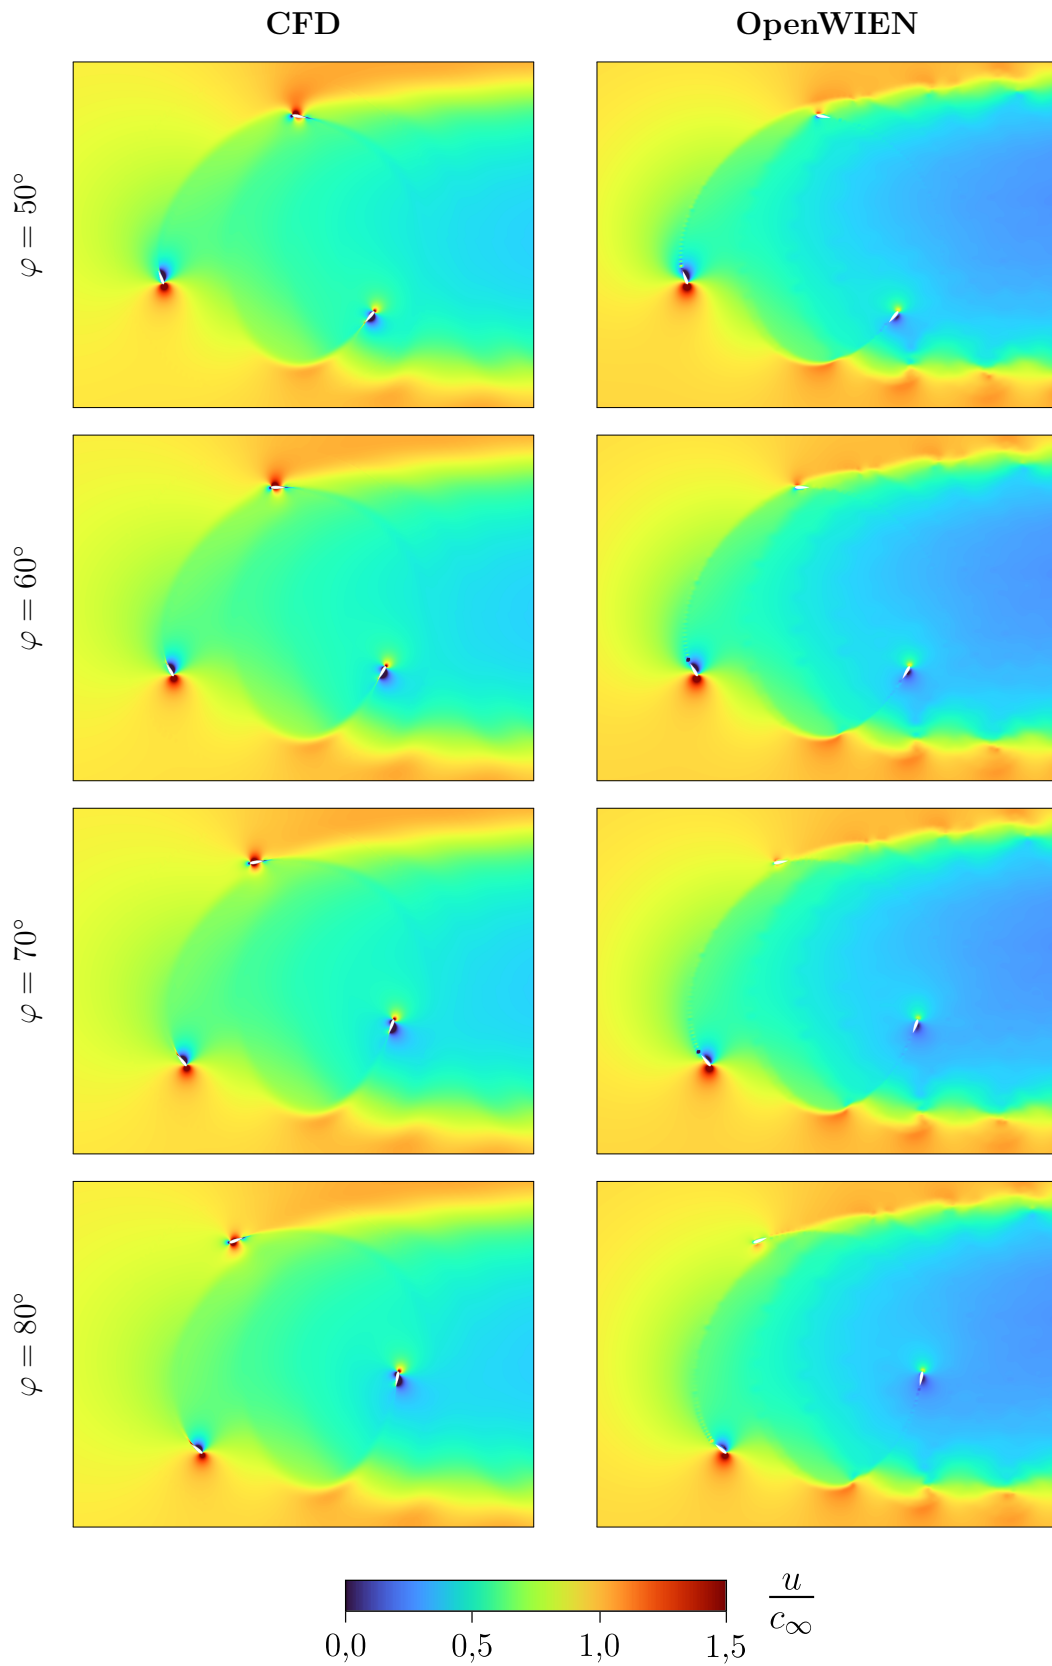 CFD
OpenWIEN
φ = 50°
φ = 60°
φ = 70°
φ = 80°
u
c∞
0,0
0,5
1,0
1,5